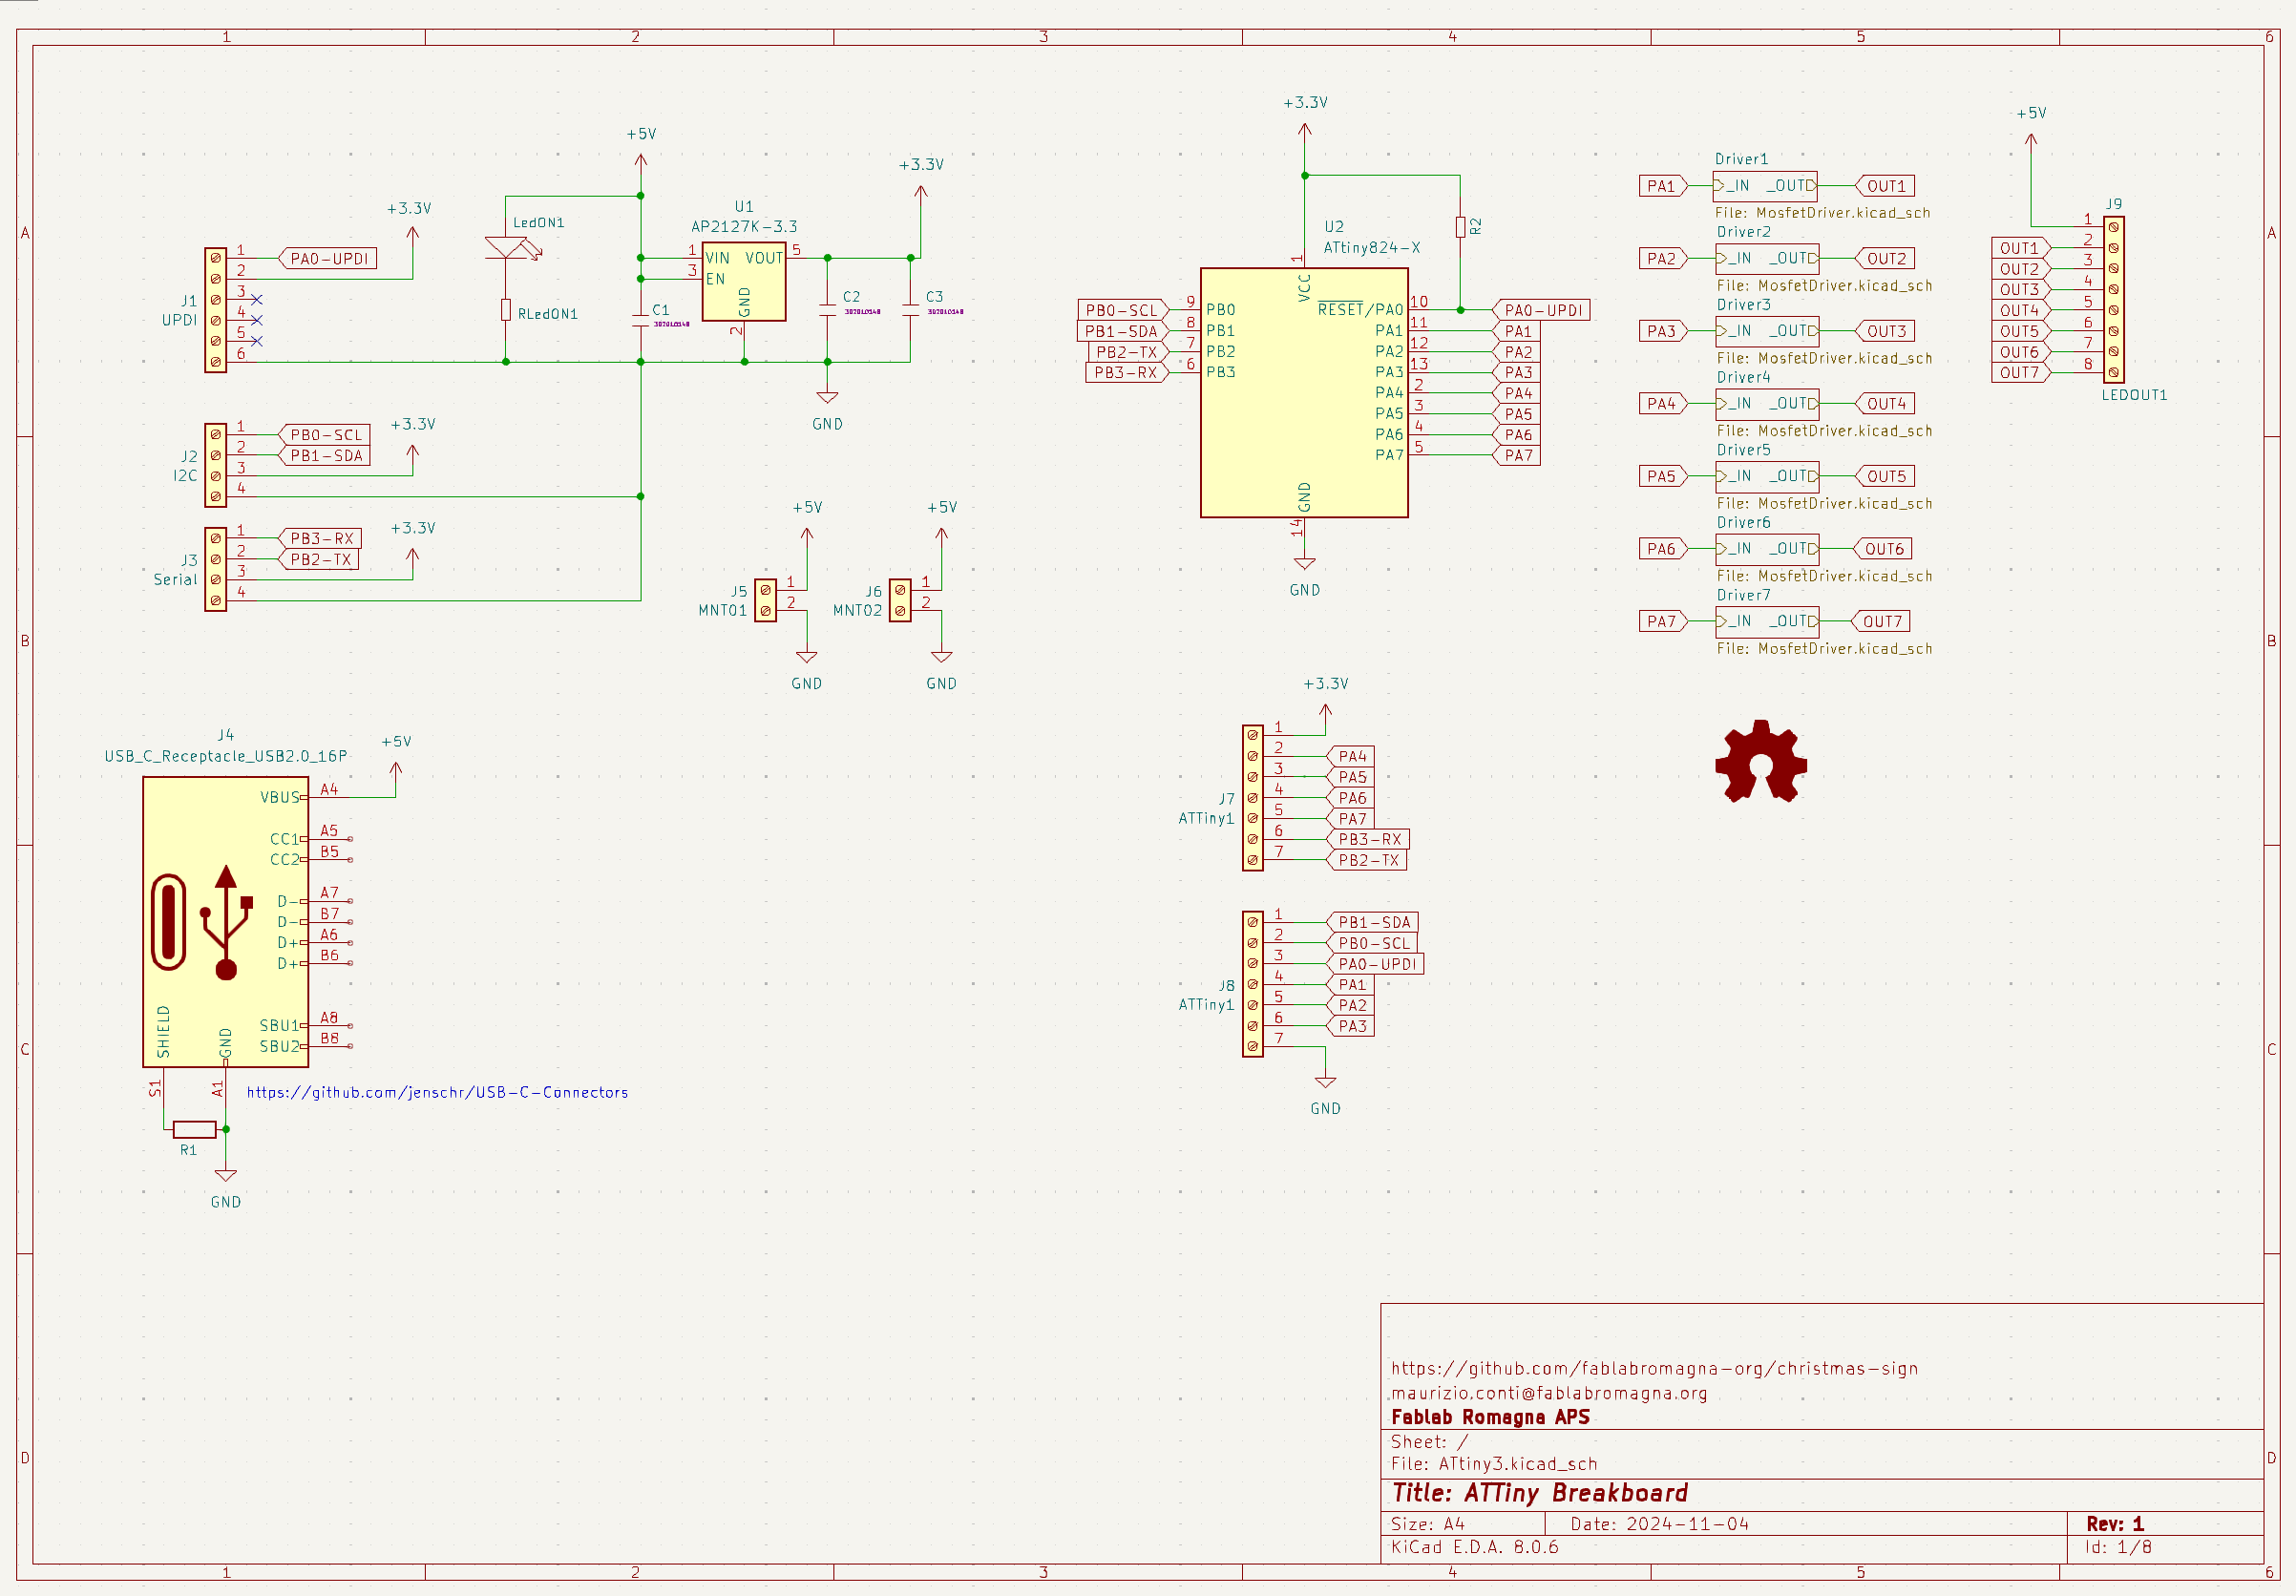 1 2 3 4 5 6
A
B
C
D
+3.3V
J1
UPDI
1
2
3
4
5
6
PA0-UPDI
J2
I2C
1
2
3
4
PB0-SCL
PB1-SDA
+3.3V
J3
Serial
1
2
3
4
PB3-RX
PB2-TX
+3.3V
+5V
LedON1
RLedON1
C1
U1
AP2127K-3.3
1
3
5
2
VIN
EN
VOUT
GND
+3.3V
C2
C3
GND
+5V
J5
MNT01
1
2
GND
+5V
J6
MNT02
1
2
GND
J4
USB_C_Receptacle_USB2.0_16P
+5V
VBUS A4
CC1 A5
CC2 B5
D- A7
D- B7
D+ A6
D+ B6
SBU1 A8
SBU2 B8
SHIELD
GND
S1
A1
R1
GND
https://github.com/jenschr/USB-C-Connectors
+3.3V
U2
ATtiny824-X
R2
1
VCC
PB0-SCL 9 PB0
PB1-SDA 8 PB1
PB2-TX 7 PB2
PB3-RX 6 PB3
RESET/PA0 10 PA0-UPDI
PA1 11 PA1
PA2 12 PA2
PA3 13 PA3
PA4 2 PA4
PA5 3 PA5
PA6 4 PA6
PA7 5 PA7
GND
14
GND
+3.3V
J7
ATTiny1
1
2 PA4
3 PA5
4 PA6
5 PA7
6 PB3-RX
7 PB2-TX
J8
ATTiny1
1 PB1-SDA
2 PB0-SCL
3 PA0-UPDI
4 PA1
5 PA2
6 PA3
7
GND
Driver1
PA1 _IN _OUT OUT1
File: MosfetDriver.kicad_sch
Driver2
PA2 _IN _OUT OUT2
File: MosfetDriver.kicad_sch
Driver3
PA3 _IN _OUT OUT3
File: MosfetDriver.kicad_sch
Driver4
PA4 _IN _OUT OUT4
File: MosfetDriver.kicad_sch
Driver5
PA5 _IN _OUT OUT5
File: MosfetDriver.kicad_sch
Driver6
PA6 _IN _OUT OUT6
File: MosfetDriver.kicad_sch
Driver7
PA7 _IN _OUT OUT7
File: MosfetDriver.kicad_sch
+5V
J9
1
OUT1 2
OUT2 3
OUT3 4
OUT4 5
OUT5 6
OUT6 7
OUT7 8
LEDOUT1
A
B
C
D
https://github.com/fablabromagna-org/christmas-sign
maurizio.conti@fablabromagna.org
Fablab Romagna APS
Sheet: /
File: ATtiny3.kicad_sch
Title: ATTiny Breakboard
Size: A4 Date: 2024-11-04 Rev: 1
KiCad E.D.A. 8.0.6 Id: 1/8
1 2 3 4 5 6